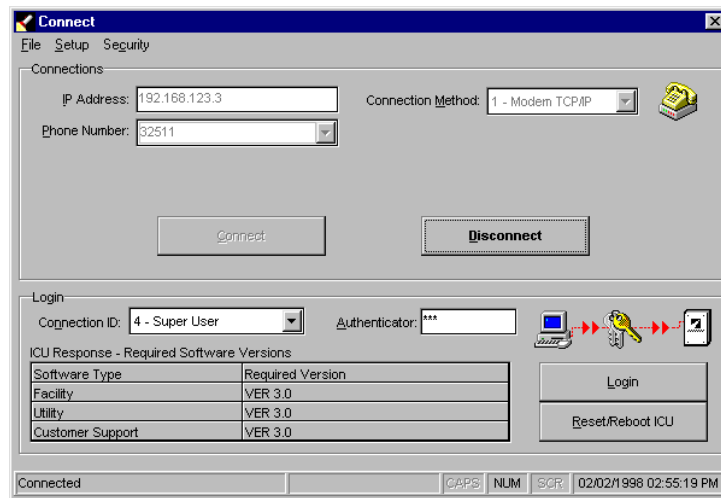 Connect
File Setup Security
Connections
IP Address: 192.168.123.3 Connection Method: 1 - Modem TCP/IP
Phone Number: 32511
Connect Disconnect
Login
Connection ID: 4 - Super User Authenticator: ***
ICU Response - Required Software Versions
Software Type Required Version
Facility VER 3.0
Utility VER 3.0
Customer Support VER 3.0
Login
Reset/Reboot ICU
Connected CAPS NUM SCR 02/02/1998 02:55:19 PM